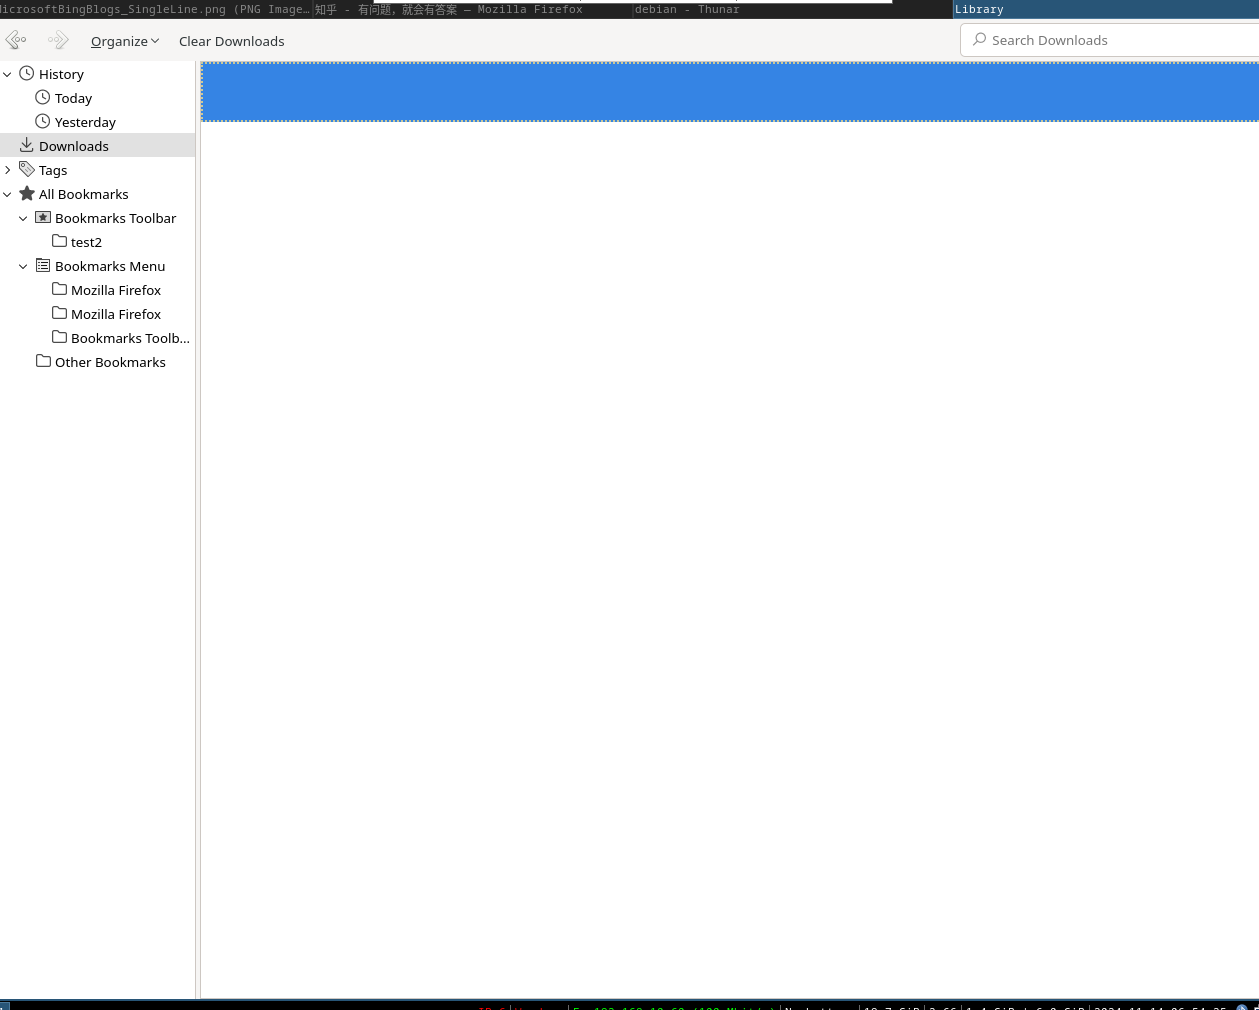 MicrosoftBingBlogs_SingleLine.png (PNG Image… 知乎 - 有问题，就会有答案 — Mozilla Firefox debian - Thunar Library
Organize Clear Downloads Search Downloads
History
Today
Yesterday
Downloads
Tags
All Bookmarks
Bookmarks Toolbar
test2
Bookmarks Menu
Mozilla Firefox
Mozilla Firefox
Bookmarks Toolb...
Other Bookmarks